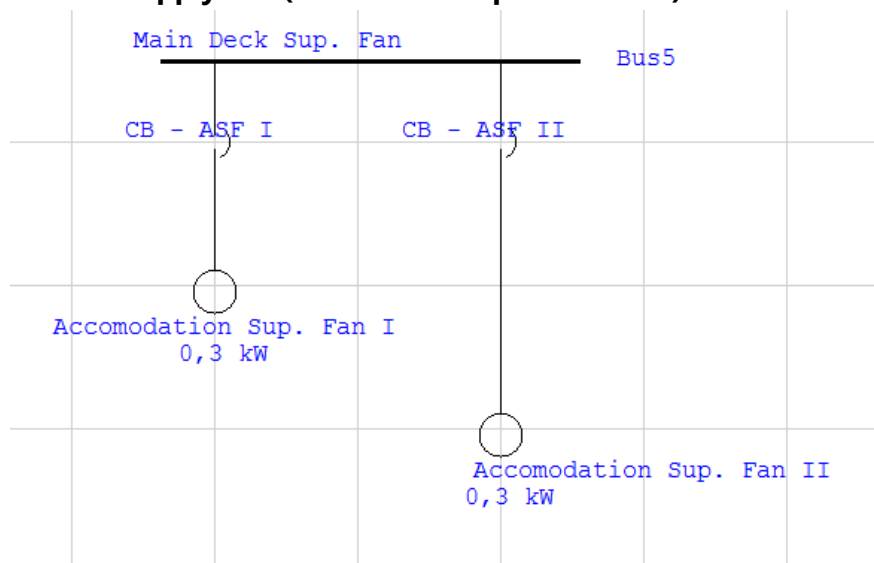 Main Deck Sup. Fan
Bus5
CB - ASF I
CB - ASF II
Accomodation Sup. Fan I
0,3 kW
Accomodation Sup. Fan II
0,3 kW